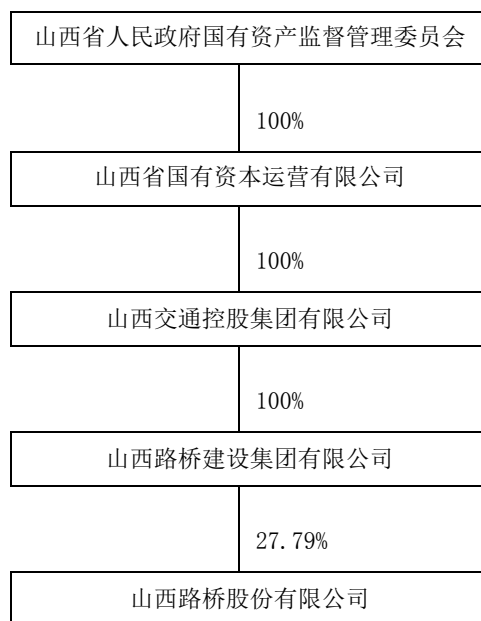 山西省人民政府国有资产监督管理委员会
100%
山西省国有资本运营有限公司
100%
山西交通控股集团有限公司
100%
山西路桥建设集团有限公司
27.79%
山西路桥股份有限公司